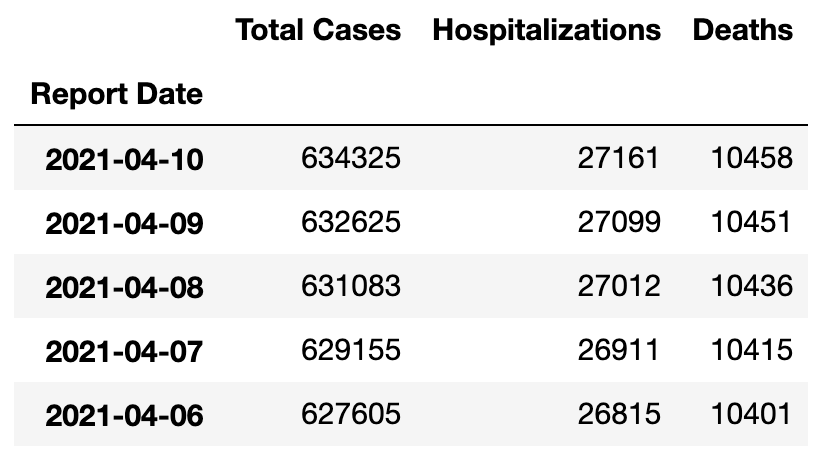 Total Cases Hospitalizations Deaths
Report Date
2021-04-10 634325 27161 10458
2021-04-09 632625 27099 10451
2021-04-08 631083 27012 10436
2021-04-07 629155 26911 10415
2021-04-06 627605 26815 10401